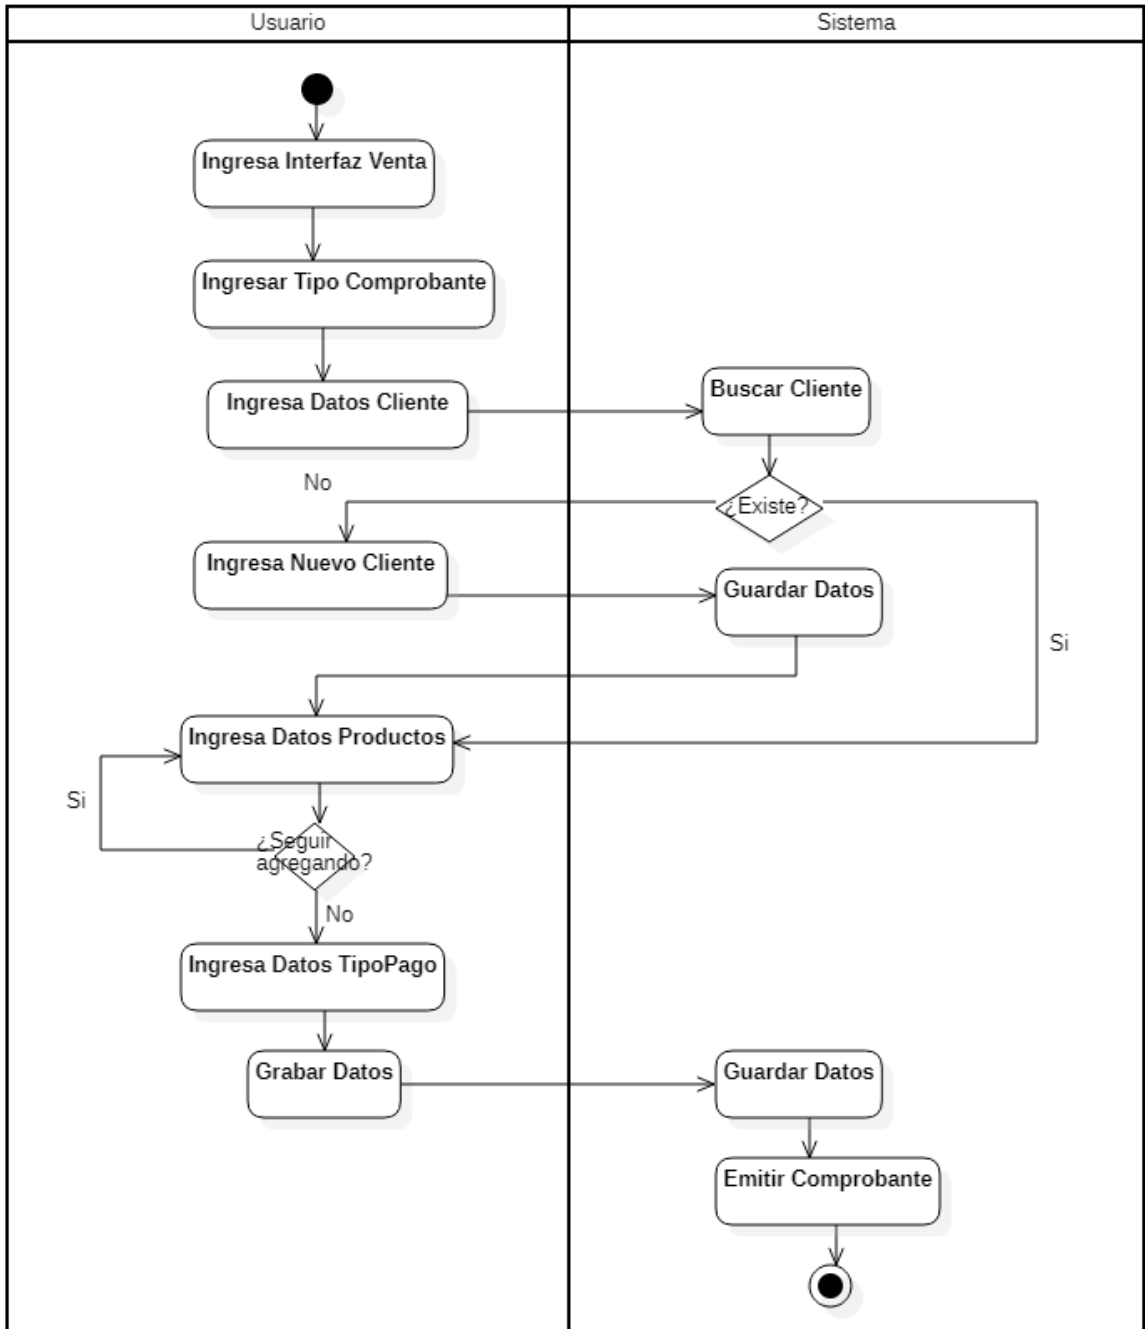 Usuario
Sistema
Ingresa Interfaz Venta
Ingresar Tipo Comprobante
Ingresa Datos Cliente
Buscar Cliente
No
¿Existe?
Ingresa Nuevo Cliente
Guardar Datos
Si
Ingresa Datos Productos
Si
¿Seguir
agregando?
No
Ingresa Datos TipoPago
Grabar Datos
Guardar Datos
Emitir Comprobante